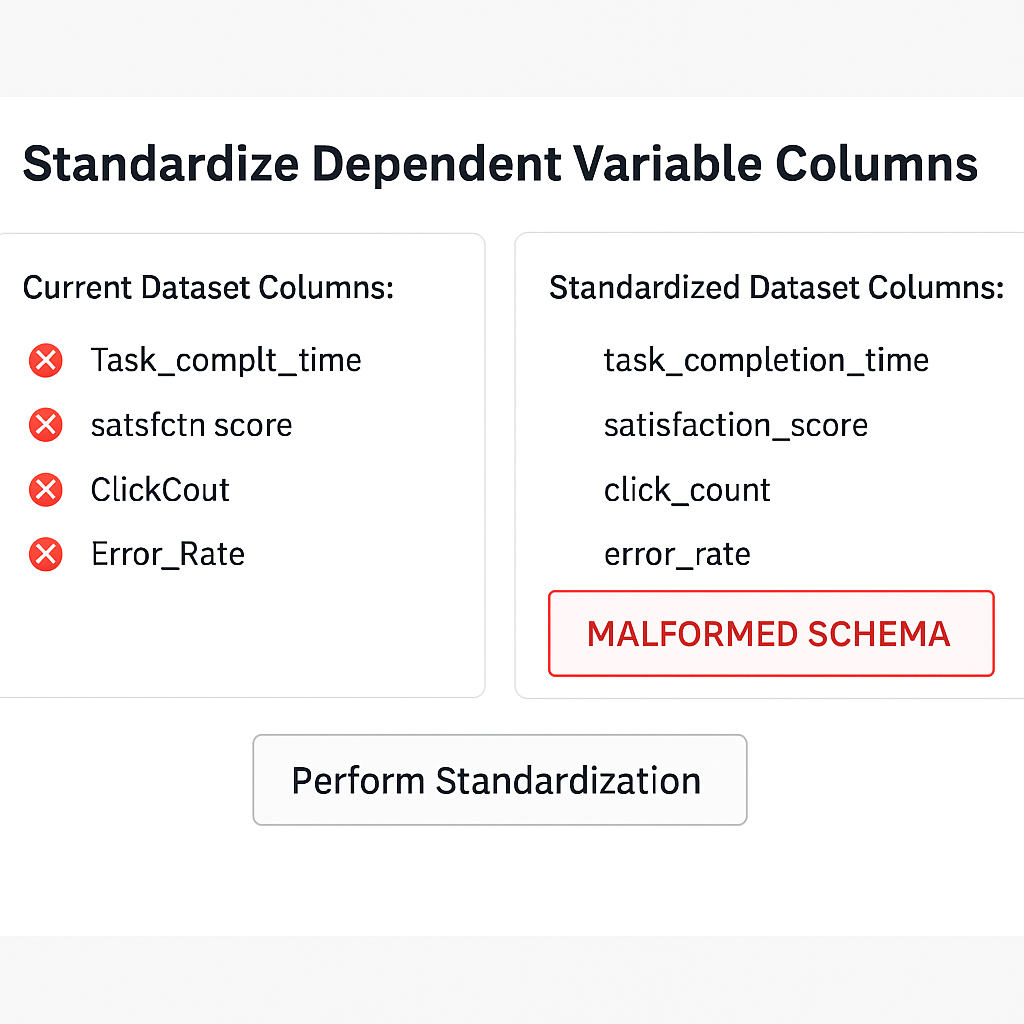 Standardize Dependent Variable Columns
Current Dataset Columns:
Task_complt_time
satsfctn score
ClickCout
Error_Rate
Standardized Dataset Columns:
task_completion_time
satisfaction_score
click_count
error_rate
MALFORMED SCHEMA
Perform Standardization